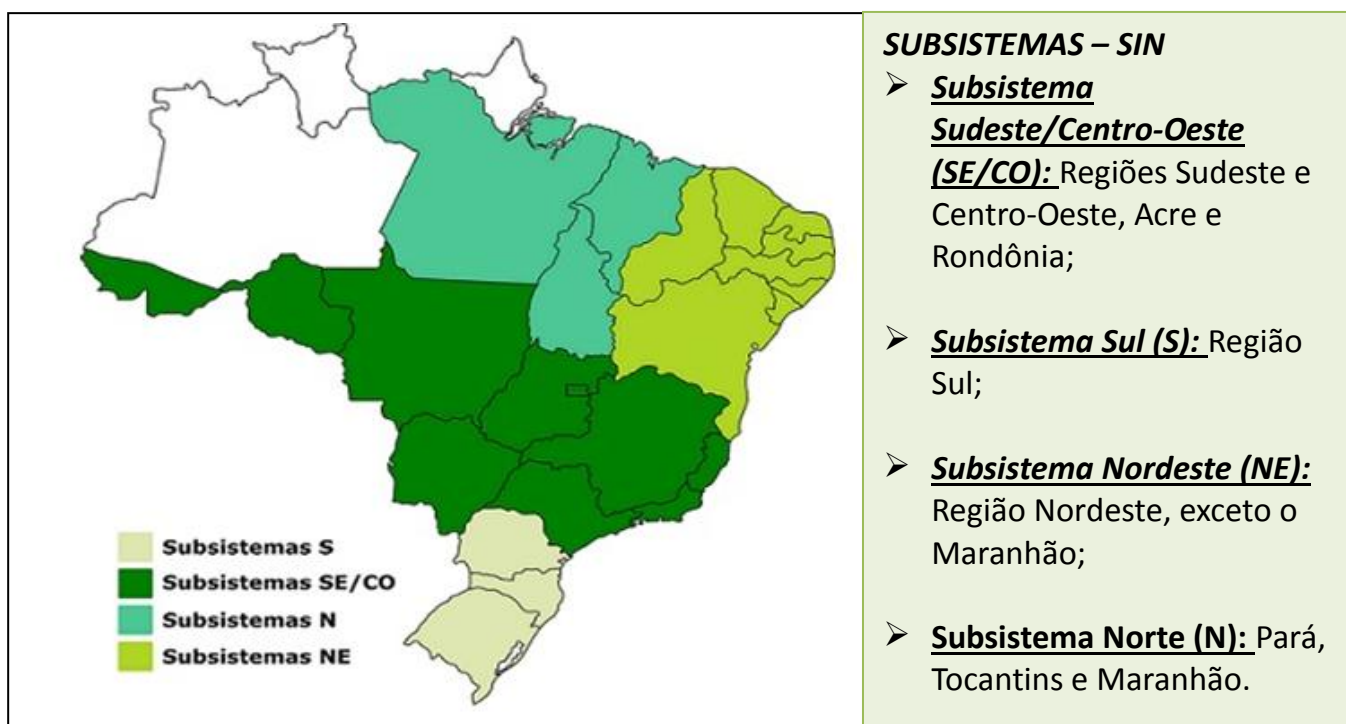 Subsistemas S
Subsistemas SE/CO
Subsistemas N
Subsistemas NE
SUBSISTEMAS – SIN
➢ Subsistema
Sudeste/Centro-Oeste
(SE/CO): Regiões Sudeste e
Centro-Oeste, Acre e
Rondônia;
➢ Subsistema Sul (S): Região
Sul;
➢ Subsistema Nordeste (NE):
Região Nordeste, exceto o
Maranhão;
➢ Subsistema Norte (N): Pará,
Tocantins e Maranhão.